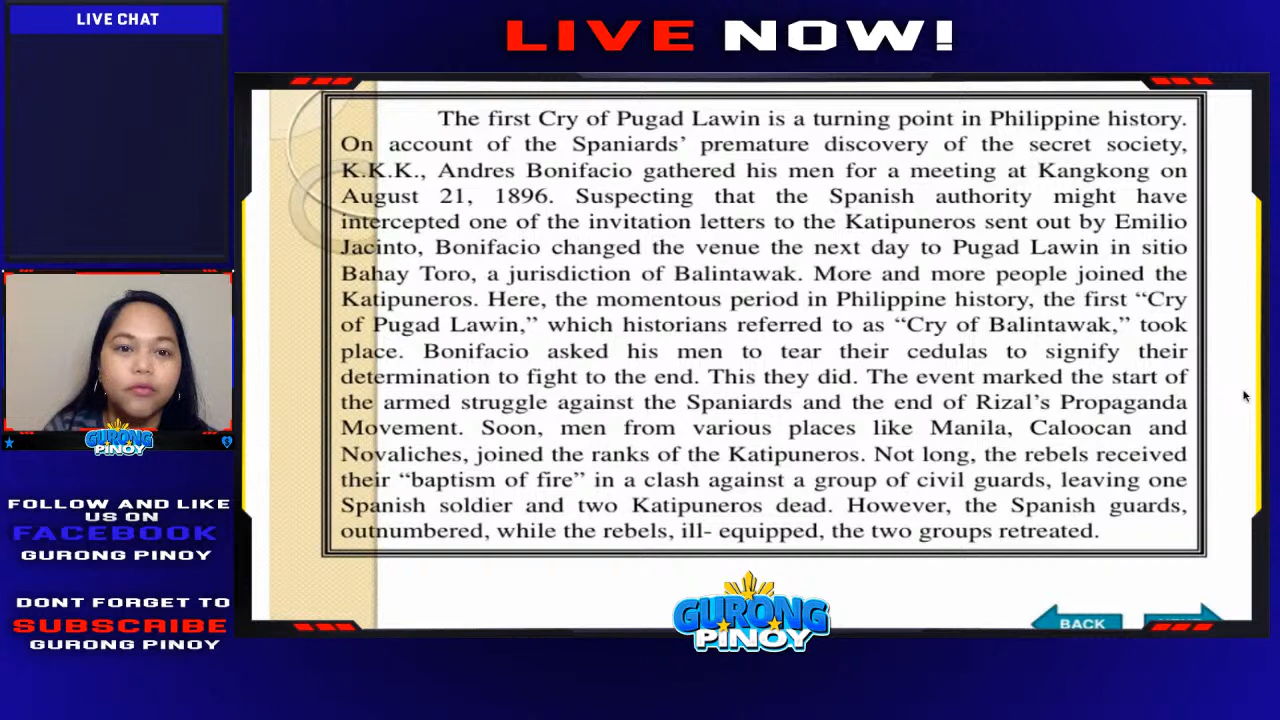 LIVE CHAT
LIVE NOW!
The first Cry of Pugad Lawin is a turning point in Philippine history.
On account of the Spaniards' premature discovery of the secret society,
K.K.K., Andres Bonifacio gathered his men for a meeting at Kangkong on
August 21, 1896. Suspecting that the Spanish authority might have
intercepted one of the invitation letters to the Katipuneros sent out by Emilio
Jacinto, Bonifacio changed the venue the next day to Pugad Lawin in sitio
Bahay Toro, a jurisdiction of Balintawak. More and more people joined the
Katipuneros. Here, the momentous period in Philippine history, the first "Cry
of Pugad Lawin," which historians referred to as "Cry of Balintawak," took
place. Bonifacio asked his men to tear their cedulas to signify their
determination to fight to the end. This they did. The event marked the start of
the armed struggle against the Spaniards and the end of Rizal's Propaganda
Movement. Soon, men from various places like Manila, Caloocan and
Novaliches, joined the ranks of the Katipuneros. Not long, the rebels received
their "baptism of fire" in a clash against a group of civil guards, leaving one
Spanish soldier and two Katipuneros dead. However, the Spanish guards,
outnumbered, while the rebels, ill- equipped, the two groups retreated.
GURONG
PINOY
FOLLOW AND LIKE
US ON
FACEBOOK
GURONG PINOY
DONT FORGET TO
SUBSCRIBE
GURONG PINOY
GURONG
PINOY
BACK